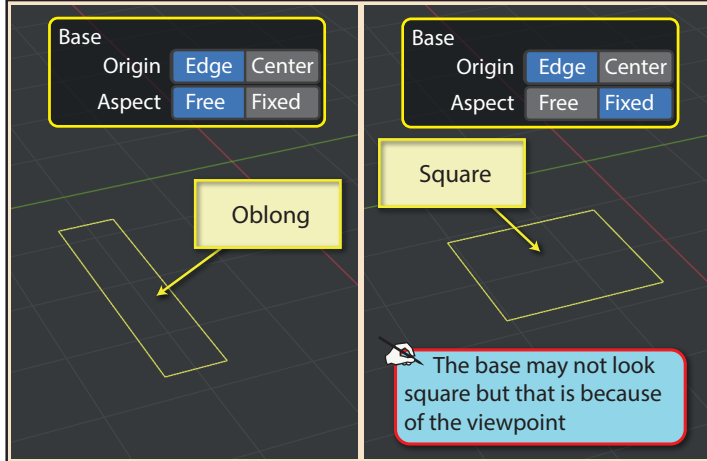 Base
Origin Edge Center
Aspect Free Fixed
Oblong
Base
Origin Edge Center
Aspect Free Fixed
Square
The base may not look
square but that is because
of the viewpoint